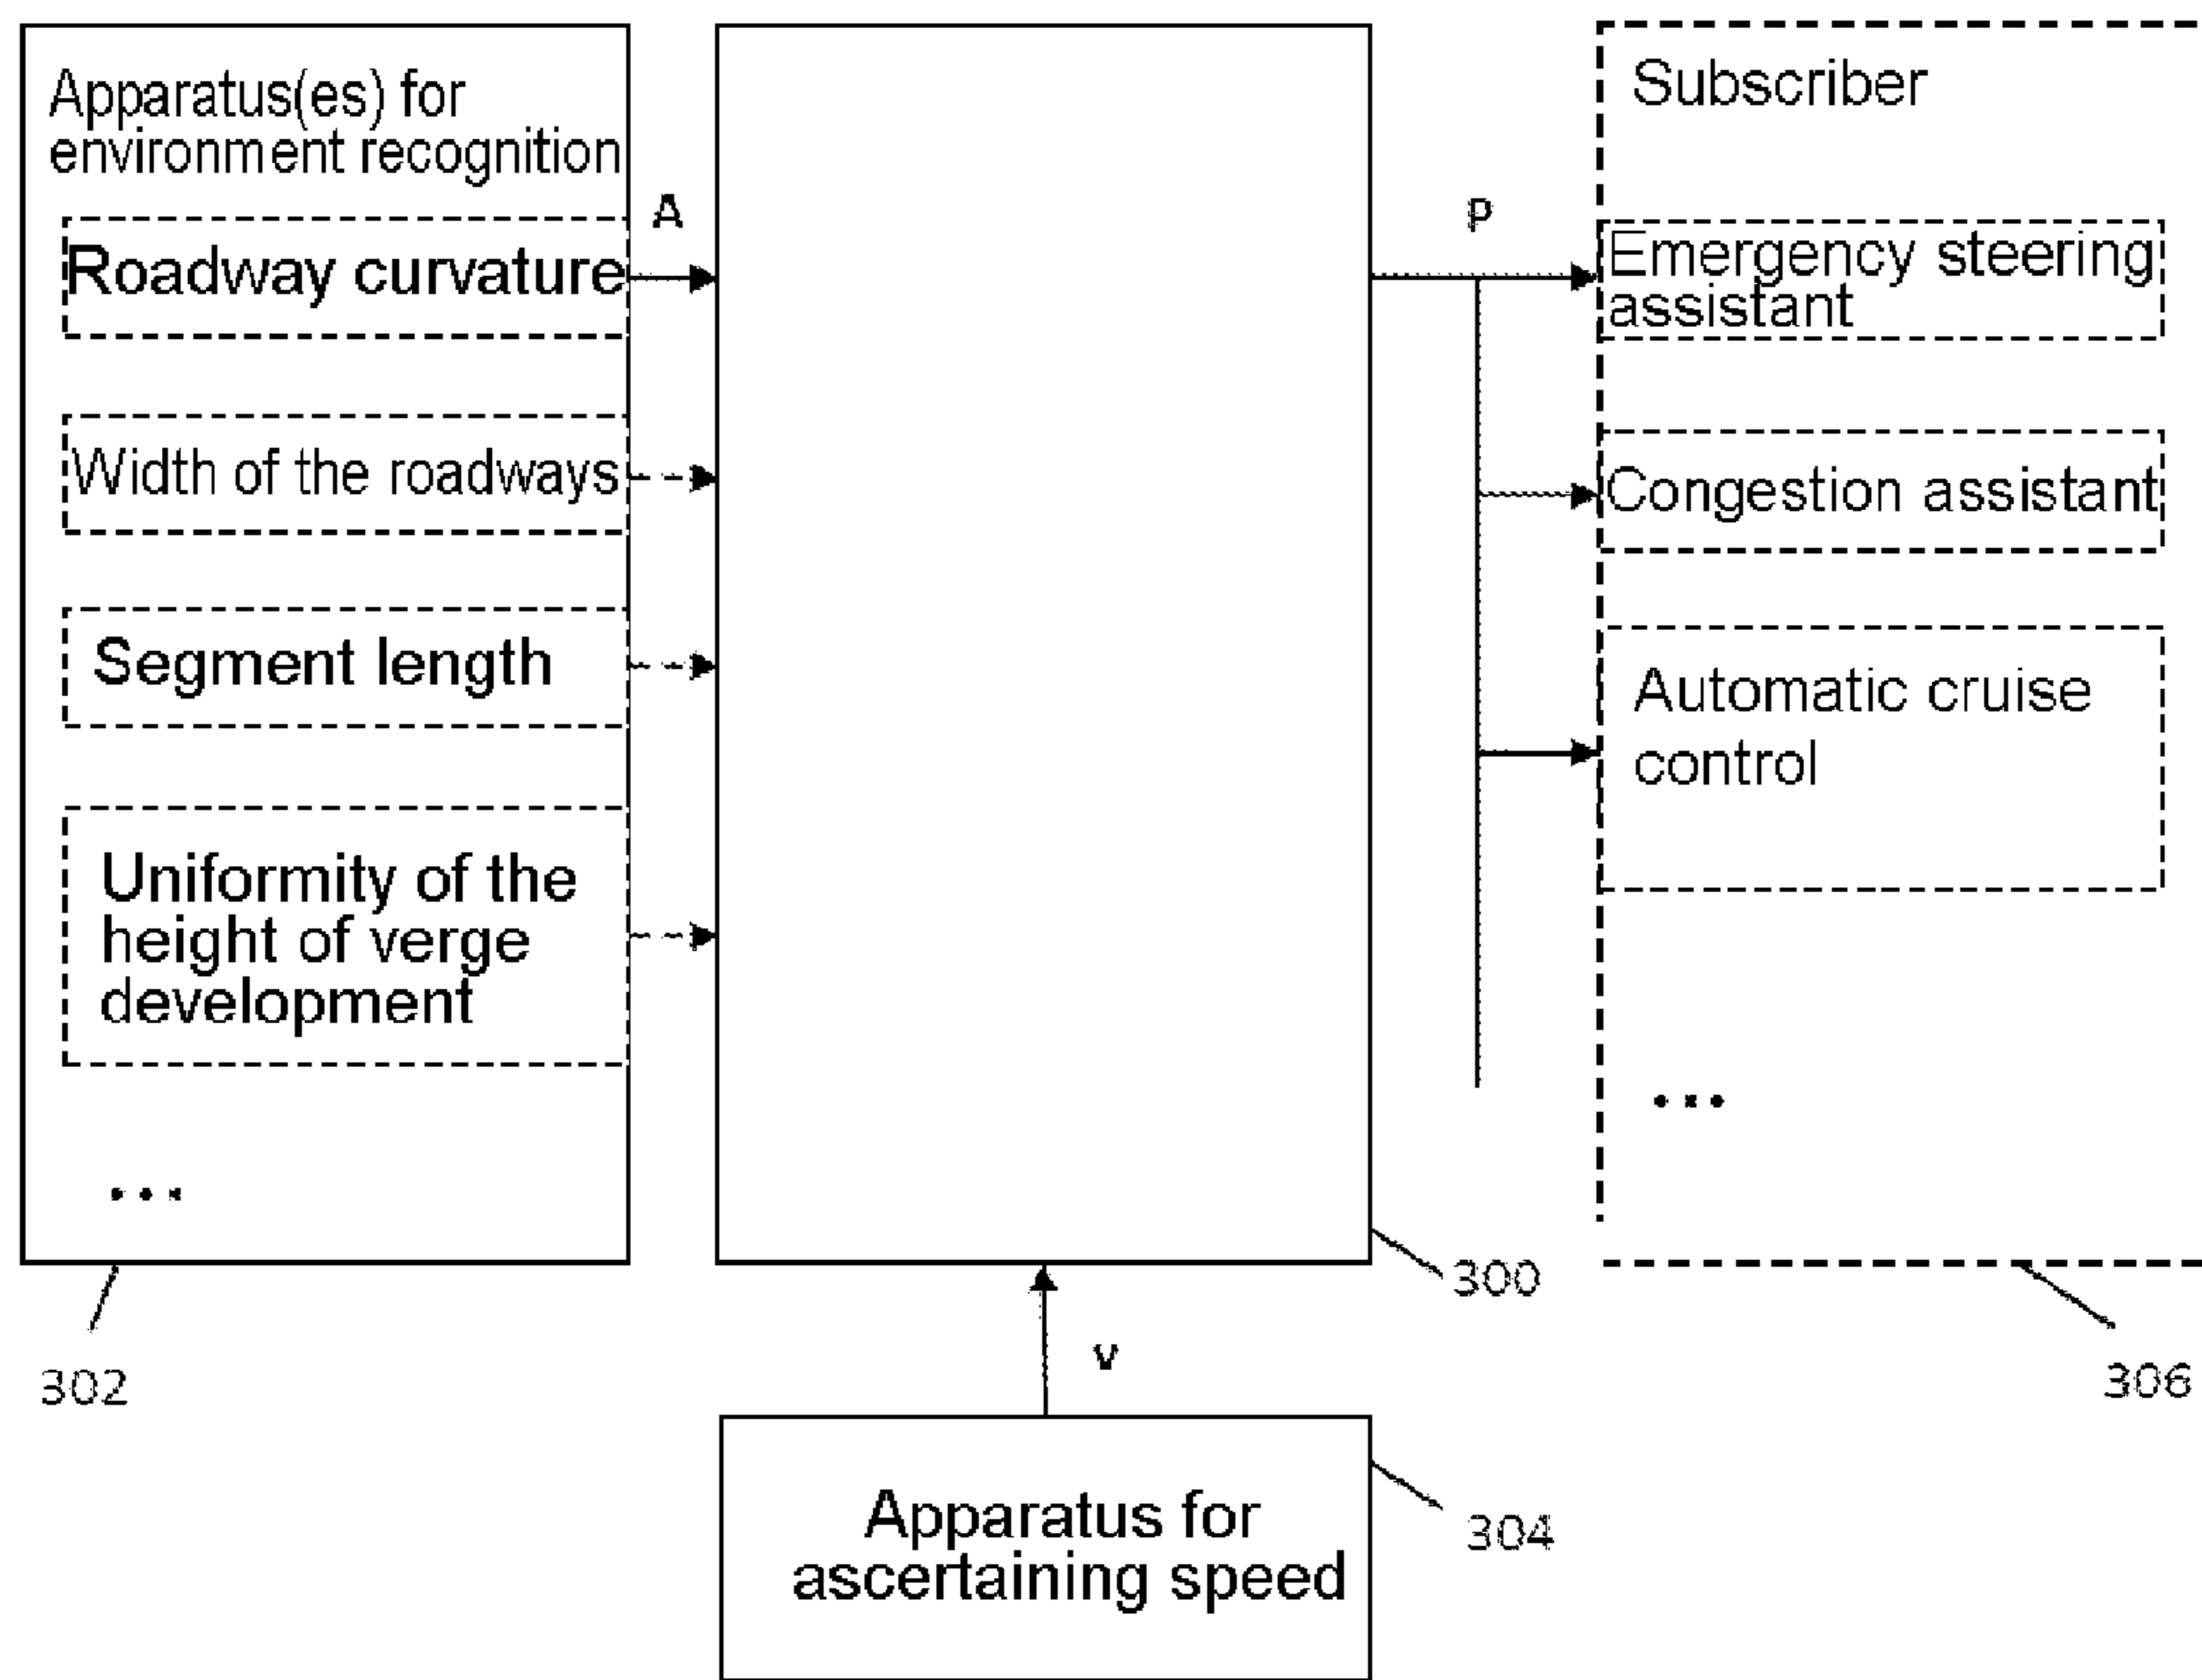 Apparatus(es) for
environment recognition
Roadway curvature
Width of the roadways
Segment length
Uniformity of the
height of verge
development
...
302
A
300
v
Apparatus for
ascertaining speed
304
P
Subscriber
Emergency steering
assistant
Congestion assistant
Automatic cruise
control
...
306